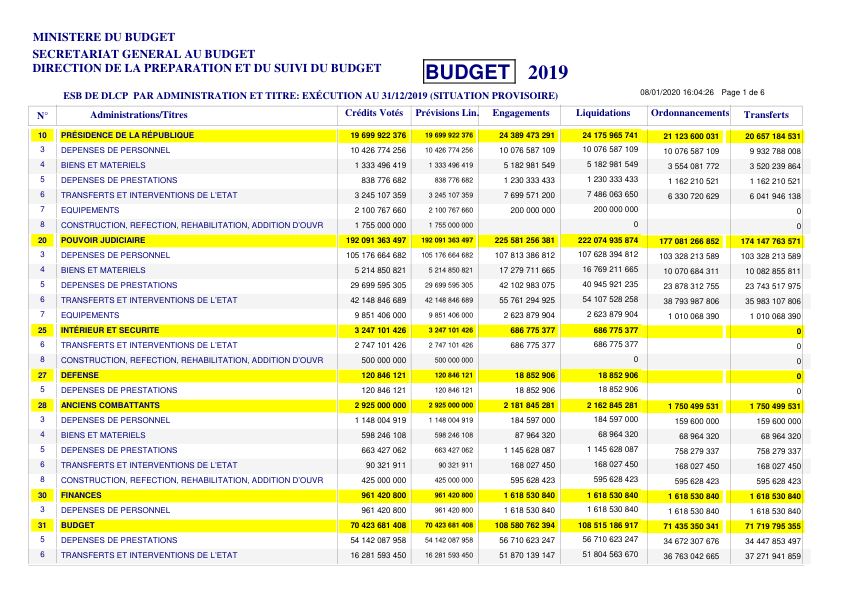 MINISTERE DU BUDGET
SECRETARIAT GENERAL AU BUDGET
DIRECTION DE LA PREPARATION ET DU SUIVI DU BUDGET
BUDGET 2019
ESB DE DLCP PAR ADMINISTRATION ET TITRE: EXÉCUTION AU 31/12/2019 (SITUATION PROVISOIRE)
08/01/2020 16:04:26 Page 1 de 6
N° Administrations/Titres Crédits Votés Prévisions Lin. Engagements Liquidations Ordonnancements Transferts
10 PRÉSIDENCE DE LA RÉPUBLIQUE 19 699 922 376 19 699 922 376 24 389 473 291 24 175 965 741 21 123 600 031 20 657 184 531
3 DEPENSES DE PERSONNEL 10 426 774 256 10 426 774 256 10 076 587 109 10 076 587 109 10 076 587 109 9 932 788 008
4 BIENS ET MATERIELS 1 333 496 419 1 333 496 419 5 182 981 549 5 182 981 549 3 554 081 772 3 520 239 864
5 DEPENSES DE PRESTATIONS 838 776 682 838 776 682 1 230 333 433 1 230 333 433 1 162 210 521 1 162 210 521
6 TRANSFERTS ET INTERVENTIONS DE L'ETAT 3 245 107 359 3 245 107 359 7 699 571 200 7 486 063 650 6 330 720 629 6 041 946 138
7 EQUIPEMENTS 2 100 767 660 2 100 767 660 200 000 000 200 000 000 0
8 CONSTRUCTION, REFECTION, REHABILITATION, ADDITION D'OUVR 1 755 000 000 1 755 000 000 0 0
20 POUVOIR JUDICIAIRE 192 091 363 497 192 091 363 497 225 581 256 381 222 074 935 874 177 081 266 852 174 147 763 571
3 DEPENSES DE PERSONNEL 105 176 664 682 105 176 664 682 107 813 386 812 107 628 394 812 103 328 213 589 103 328 213 589
4 BIENS ET MATERIELS 5 214 850 821 5 214 850 821 17 279 711 665 16 769 211 665 10 070 684 311 10 082 855 811
5 DEPENSES DE PRESTATIONS 29 699 595 305 29 699 595 305 42 102 983 075 40 945 921 235 23 878 312 755 23 743 517 975
6 TRANSFERTS ET INTERVENTIONS DE L'ETAT 42 148 846 689 42 148 846 689 55 761 294 925 54 107 528 258 38 793 987 806 35 983 107 806
7 EQUIPEMENTS 9 851 406 000 9 851 406 000 2 623 879 904 2 623 879 904 1 010 068 390 1 010 068 390
25 INTÉRIEUR ET SECURITE 3 247 101 426 3 247 101 426 686 775 377 686 775 377 0
6 TRANSFERTS ET INTERVENTIONS DE L'ETAT 2 747 101 426 2 747 101 426 686 775 377 686 775 377 0
8 CONSTRUCTION, REFECTION, REHABILITATION, ADDITION D'OUVR 500 000 000 500 000 000 0 0
27 DEFENSE 120 846 121 120 846 121 18 852 906 18 852 906 0
5 DEPENSES DE PRESTATIONS 120 846 121 120 846 121 18 852 906 18 852 906 0
28 ANCIENS COMBATTANTS 2 925 000 000 2 925 000 000 2 181 845 281 2 162 845 281 1 750 499 531 1 750 499 531
3 DEPENSES DE PERSONNEL 1 148 004 919 1 148 004 919 184 597 000 184 597 000 159 600 000 159 600 000
4 BIENS ET MATERIELS 598 246 108 598 246 108 87 964 320 68 964 320 68 964 320 68 964 320
5 DEPENSES DE PRESTATIONS 663 427 062 663 427 062 1 145 628 087 1 145 628 087 758 279 337 758 279 337
6 TRANSFERTS ET INTERVENTIONS DE L'ETAT 90 321 911 90 321 911 168 027 450 168 027 450 168 027 450 168 027 450
8 CONSTRUCTION, REFECTION, REHABILITATION, ADDITION D'OUVR 425 000 000 425 000 000 595 628 423 595 628 423 595 628 423 595 628 423
30 FINANCES 961 420 800 961 420 800 1 618 530 840 1 618 530 840 1 618 530 840 1 618 530 840
3 DEPENSES DE PERSONNEL 961 420 800 961 420 800 1 618 530 840 1 618 530 840 1 618 530 840 1 618 530 840
31 BUDGET 70 423 681 408 70 423 681 408 108 580 762 394 108 515 186 917 71 435 350 341 71 719 795 355
5 DEPENSES DE PRESTATIONS 54 142 087 958 54 142 087 958 56 710 623 247 56 710 623 247 34 672 307 676 34 447 853 497
6 TRANSFERTS ET INTERVENTIONS DE L'ETAT 16 281 593 450 16 281 593 450 51 870 139 147 51 804 563 670 36 763 042 665 37 271 941 859